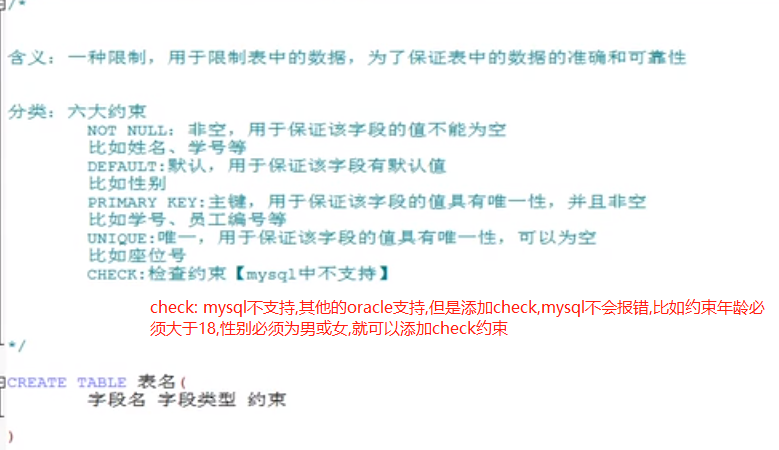 /*
含义：一种限制，用于限制表中的数据，为了保证表中的数据的准确和可靠性
分类：六大约束
NOT NULL：非空，用于保证该字段的值不能为空
比如姓名、学号等
DEFAULT:默认，用于保证该字段有默认值
比如性别
PRIMARY KEY:主键，用于保证该字段的值具有唯一性，并且非空
比如学号、员工编号等
UNIQUE:唯一，用于保证该字段的值具有唯一性，可以为空
比如座位号
CHECK:检查约束【mysql中不支持】
check: mysql不支持,其他的oracle支持,但是添加check,mysql不会报错,比如约束年龄必
须大于18,性别必须为男或女,就可以添加check约束
*/
CREATE TABLE 表名(
字段名 字段类型 约束
)